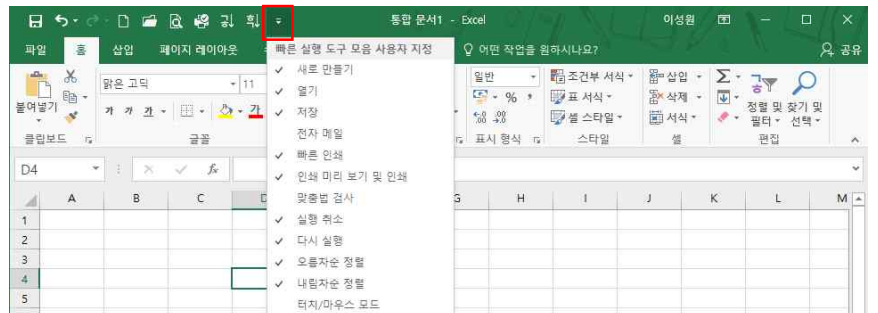 통합 문서1 - Excel 이성원
파일 홈 삽입 페이지 레이아웃 어떤 작업을 원하시나요? 공유
빠른 실행 도구 모음 사용자 지정
새로 만들기
열기
저장
전자 메일
빠른 인쇄
인쇄 미리 보기 및 인쇄
맞춤법 검사
실행 취소
다시 실행
오름차순 정렬
내림차순 정렬
터치/마우스 모드
붙여넣기
클립보드
맑은 고딕 11
가 가 가 가
글꼴
일반
% ,
표시 형식
조건부 서식
표 서식
셀 스타일
스타일
삽입
삭제
서식
셀
정렬 및 필터
찾기 및 선택
편집
D4 fx
A B C D G H I J K L M
1
2
3
4
5